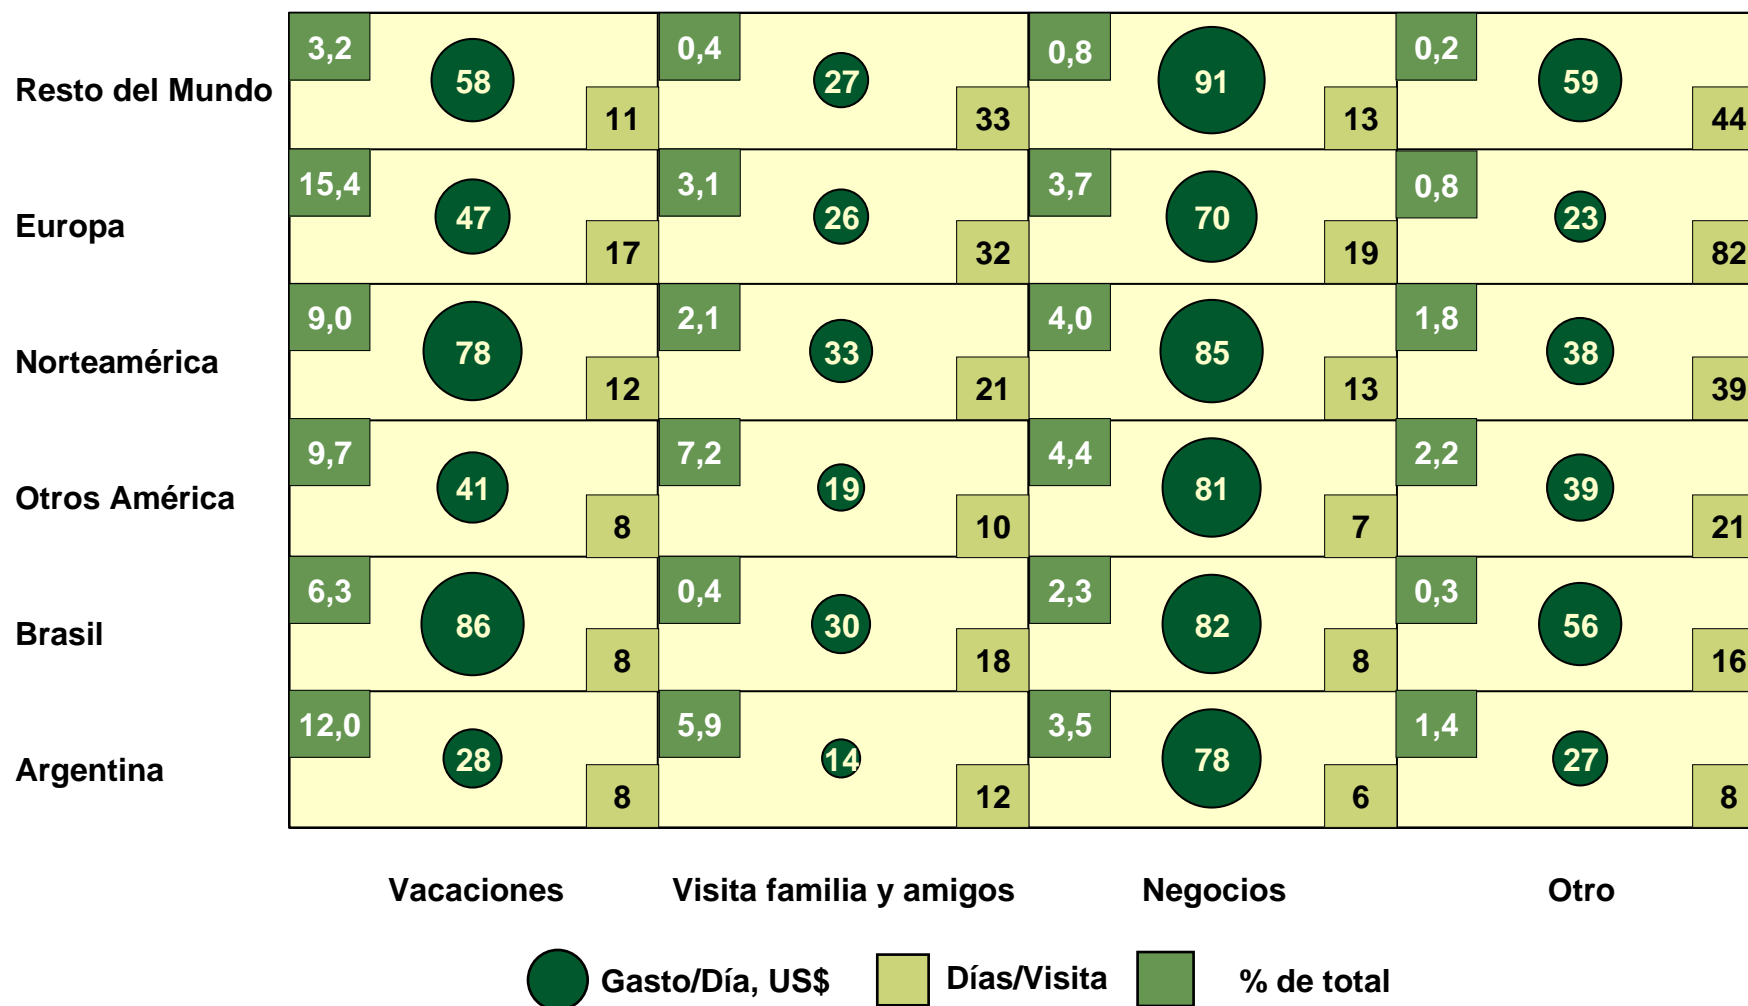 3,2 0,4 0,8 0,2
Resto del Mundo 58 27 91 59
11 33 13 44
15,4 3,1 3,7 0,8
Europa 47 26 70 23
17 32 19 82
9,0 2,1 4,0 1,8
Norteamérica 78 33 85 38
12 21 13 39
9,7 7,2 4,4 2,2
Otros América 41 19 81 39
8 10 7 21
6,3 0,4 2,3 0,3
Brasil 86 30 82 56
8 18 8 16
12,0 5,9 3,5 1,4
Argentina 28 14 78 27
8 12 6 8
Vacaciones Visita familia y amigos Negocios Otro
Gasto/Día, US$ Días/Visita % de total